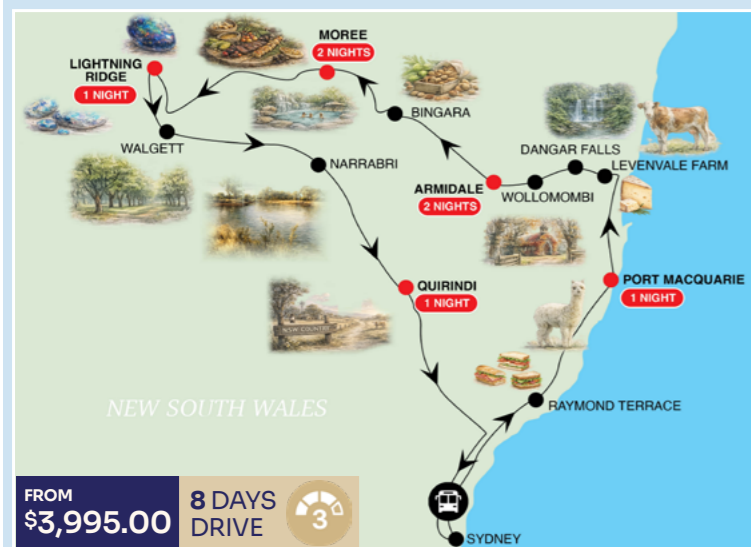 MOREE
2 NIGHTS
LIGHTNING
RIDGE
1 NIGHT
BINGARA
WALGETT
NARRABRI
DANGAR FALLS
LEVENVALE FARM
ARMIDALE
2 NIGHTS
WOLLOMOMBI
QUIRINDI
1 NIGHT
PORT MACQUARIE
1 NIGHT
NSW COUNTRY
NEW SOUTH WALES
RAYMOND TERRACE
SYDNEY
FROM
$3,995.00
8 DAYS
DRIVE
3